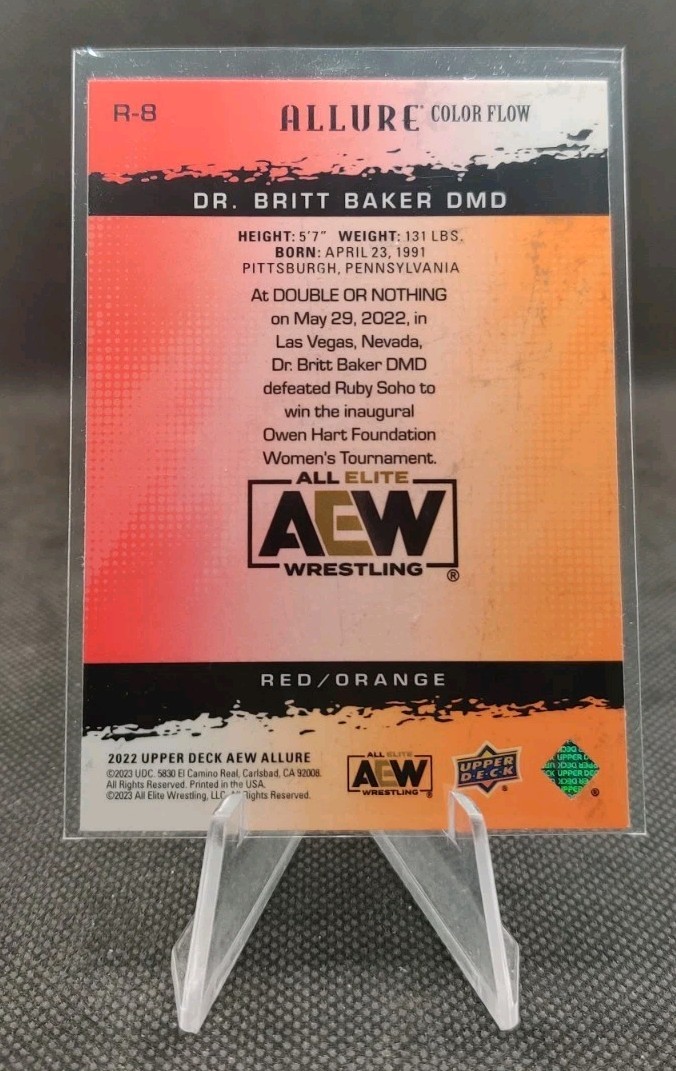 R-8
ALLURE® COLOR FLOW
DR. BRITT BAKER DMD
HEIGHT: 5'7" WEIGHT: 131 LBS.
BORN: APRIL 23, 1991
PITTSBURGH, PENNSYLVANIA
At DOUBLE OR NOTHING
on May 29, 2022, in
Las Vegas, Nevada,
Dr. Britt Baker DMD
defeated Ruby Soho to
win the inaugural
Owen Hart Foundation
Women's Tournament.
ALL ELITE
AEW
WRESTLING ®
RED/ORANGE
2022 UPPER DECK AEW ALLURE
©2023 UDC. 5830 El Camino Real, Carlsbad, CA 92008.
All Rights Reserved. Printed in the USA.
©2023 All Elite Wrestling, LLC. All Rights Reserved.
ALL ELITE
AEW
WRESTLING ®
UPPER
DECK ®
UPPER DECK ®